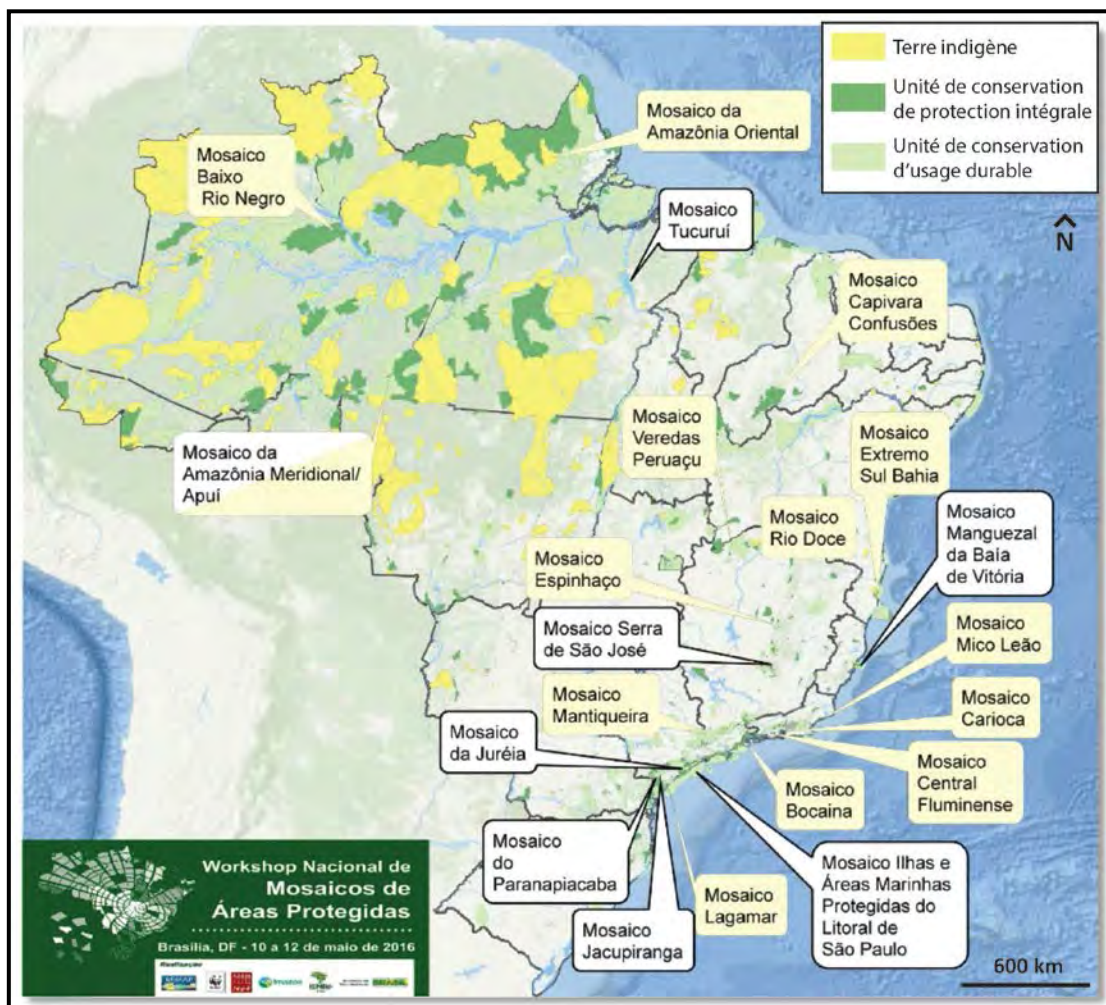 Terre indigène
Unité de conservation
de protection intégrale
Unité de conservation
d'usage durable
N
Mosaico da
Amazônia Oriental
Mosaico
Baixo
Rio Negro
Mosaico
Tucuruí
Mosaico
Capivara
Confusões
Mosaico
Veredas
Peruaçu
Mosaico
Extremo
Sul Bahia
Mosaico da
Amazônia Meridional/
Apuí
Mosaico
Rio Doce
Mosaico
Manguezal
da Baía
de Vitória
Mosaico
Espinhaço
Mosaico Serra
de São José
Mosaico
Mico Leão
Mosaico
Mantiqueira
Mosaico
Carioca
Mosaico
da Juréia
Mosaico
Central
Fluminense
Mosaico
Bocaina
Mosaico
do
Paranapiacaba
Mosaico Ilhas e
Áreas Marinhas
Protegidas do
Litoral de
São Paulo
Mosaico
Lagamar
Mosaico
Jacupiranga
Workshop Nacional de
Mosaicos de
Áreas Protegidas
Brasília, DF - 10 a 12 de maio de 2016
Realização
WWF
imazon
600 km